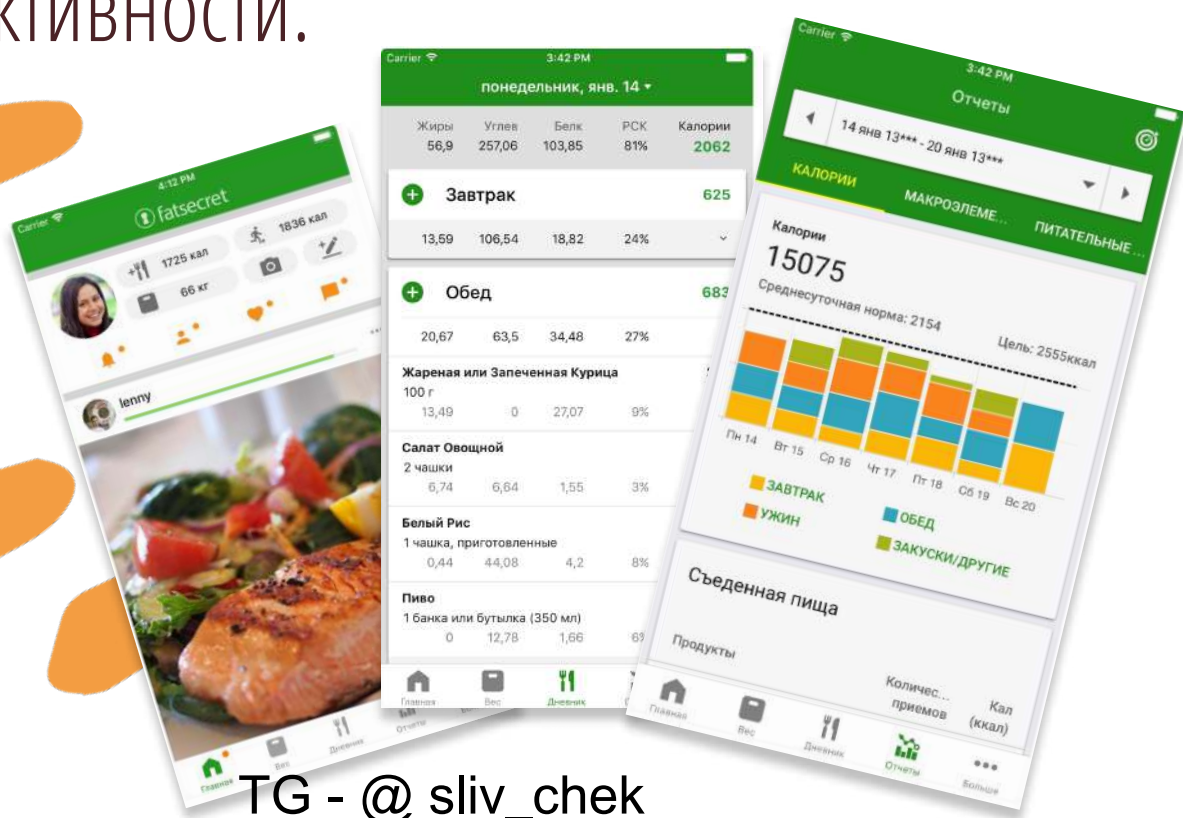 КТИВНОСТИ.
Carrier 4:12 PM
fatsecret
1725 кал 1836 кал
66 кг
lenny
Главная Вес Дневник Отчеты
Carrier 3:42 PM
понедельник, янв. 14
Жиры Углев Белк РСК Калории
56,9 257,06 103,85 81% 2062
Завтрак 625
13,59 106,54 18,82 24%
Обед 683
20,67 63,5 34,48 27%
Жареная или Запеченная Курица
100 г
13,49 0 27,07 9%
Салат Овощной
2 чашки
6,74 6,64 1,55 3%
Белый Рис
1 чашка, приготовленные
0,44 44,08 4,2 8%
Пиво
1 банка или бутылка (350 мл)
0 12,78 1,66
Главная Вес Дневник
Carrier 3:42 PM
Отчеты
14 янв 13*** - 20 янв 13***
КАЛОРИИ МАКРОЭЛЕМЕ... ПИТАТЕЛЬНЫЕ ...
Калории
15075
Среднесуточная норма: 2154 Цель: 2555ккал
Пн 14 Вт 15 Ср 16 Чт 17 Пт 18 Сб 19 Вс 20
ЗАВТРАК ОБЕД
УЖИН ЗАКУСКИ/ДРУГИЕ
Съеденная пища
Продукты Количес... приемов Кал (ккал)
Главная Вес Дневник Отчеты Больше
TG - @ sliv_chek